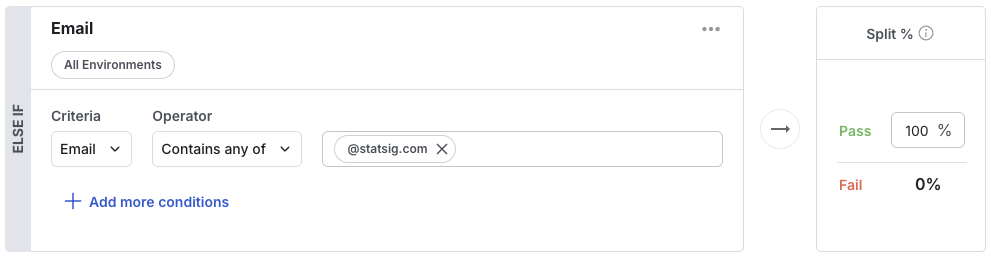 ELSE IF
Email
All Environments
Criteria
Operator
Email
Contains any of
@statsig.com
Add more conditions
Split %
Pass
100 %
Fail
0%